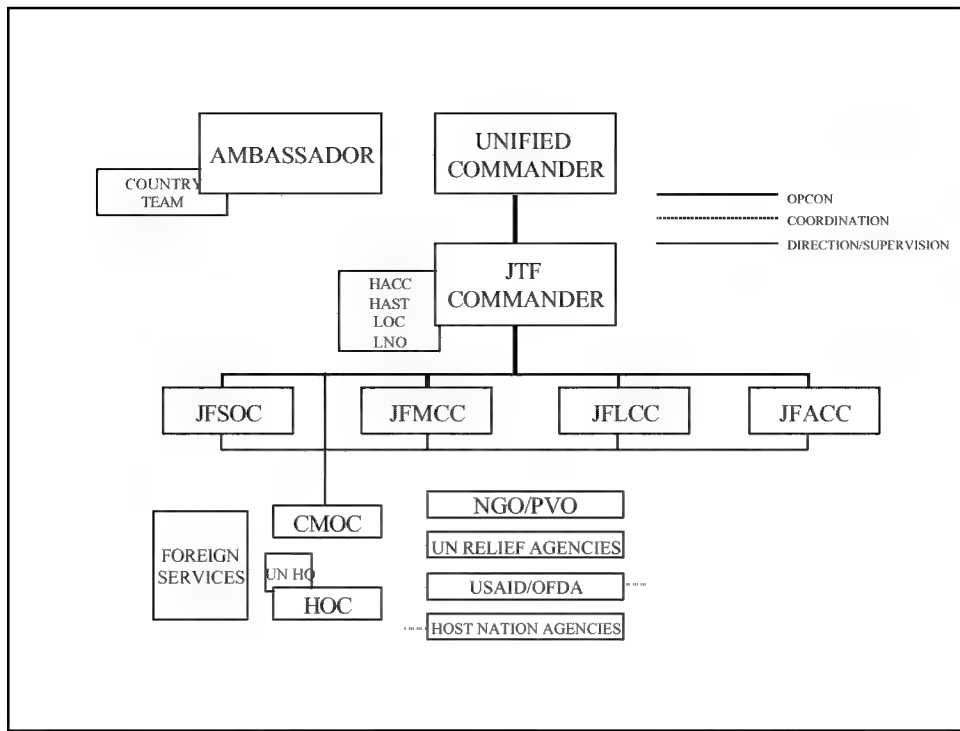 AMBASSADOR
COUNTRY
TEAM
UNIFIED
COMMANDER
OPCON
COORDINATION
DIRECTION/SUPERVISION
HACC
HAST
LOC
LNO
JTF
COMMANDER
JFSOC
JFMCC
JFLCC
JFACC
FOREIGN
SERVICES
CMOC
UN HQ
HOC
NGO/PVO
UN RELIEF AGENCIES
USAID/OFDA
HOST NATION AGENCIES